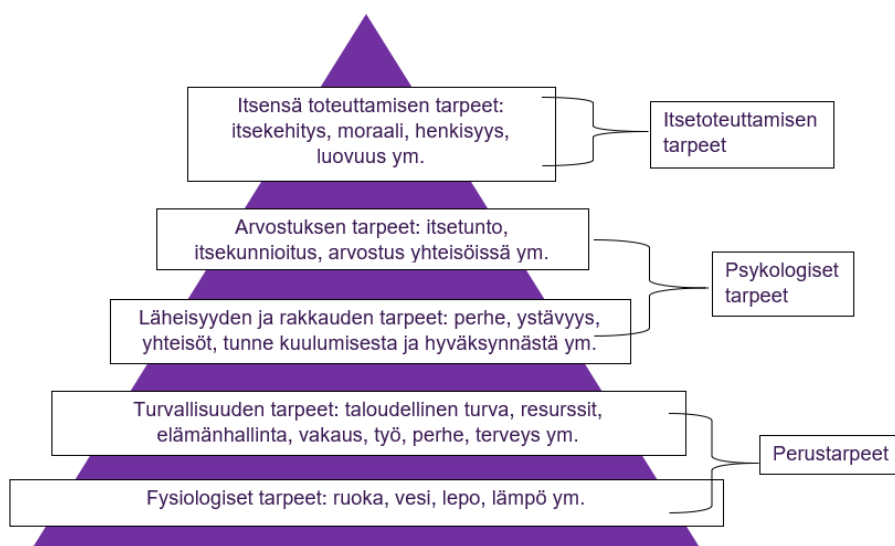 Itsensä toteuttamisen tarpeet:
itsekehitys, moraali, henkisyys,
luovuus ym.
Itsetoteuttamisen
tarpeet
Arvostuksen tarpeet: itsetunto,
itsekunnioitus, arvostus yhteisöissä ym.
Psykologiset
tarpeet
Läheisyyden ja rakkauden tarpeet: perhe, ystävyys,
yhteisöt, tunne kuulumisesta ja hyväksynnästä ym.
Turvallisuuden tarpeet: taloudellinen turva, resurssit,
elämänhallinta, vakaus, työ, perhe, terveys ym.
Perustarpeet
Fysiologiset tarpeet: ruoka, vesi, lepo, lämpö ym.